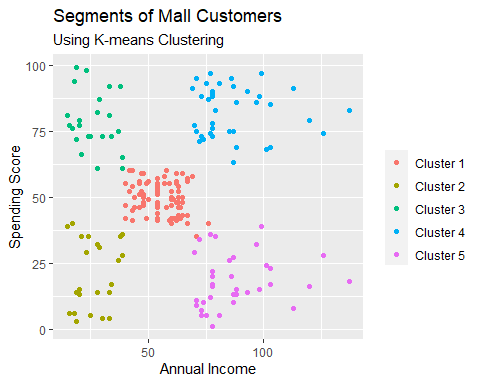 Segments of Mall Customers
Using K-means Clustering
100
75
50
25
0
Spending Score
50
100
Annual Income
Cluster 1
Cluster 2
Cluster 3
Cluster 4
Cluster 5